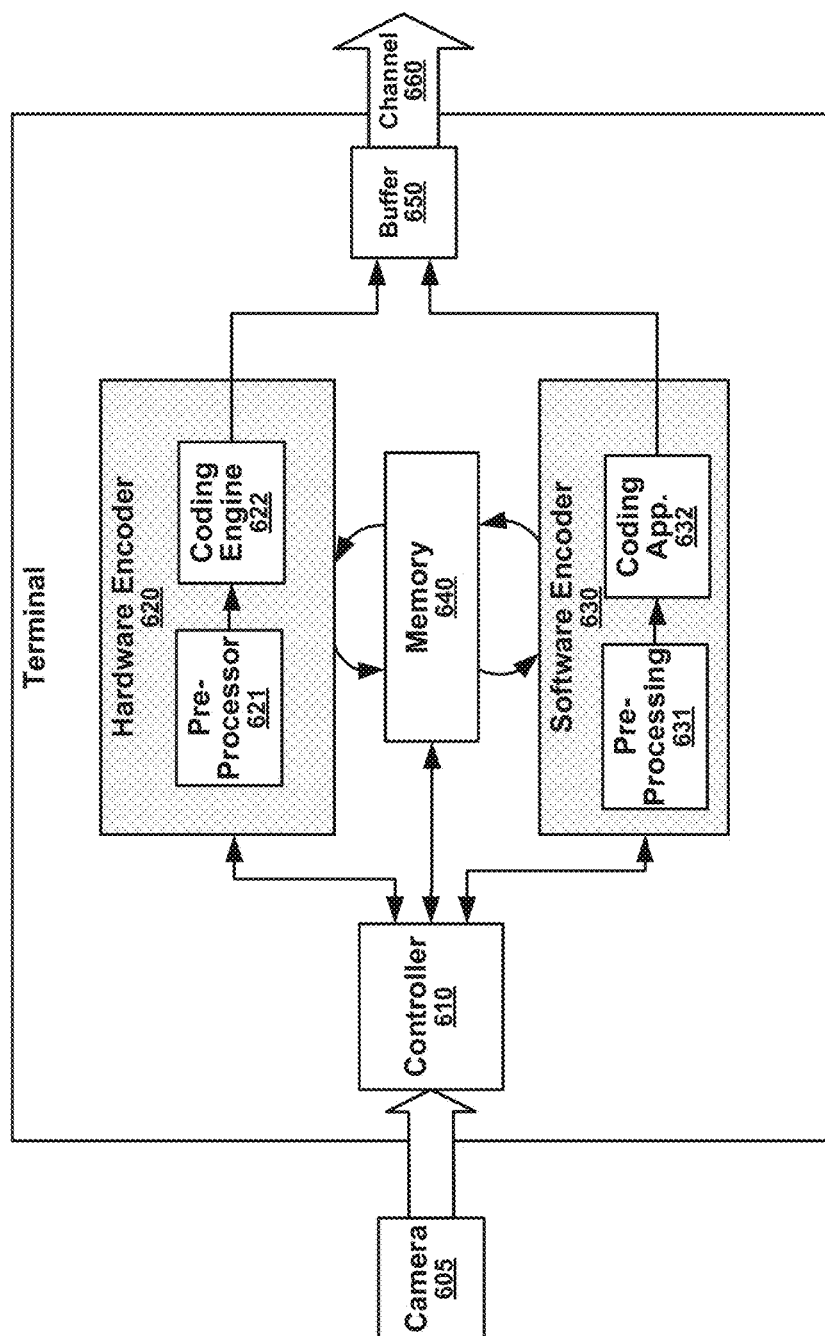 Terminal
Camera
605
Controller
610
Hardware Encoder
620
Pre-
Processor
621
Coding
Engine
622
Memory
640
Software Encoder
630
Pre-
Processing
631
Coding
App.
632
Buffer
650
Channel
660